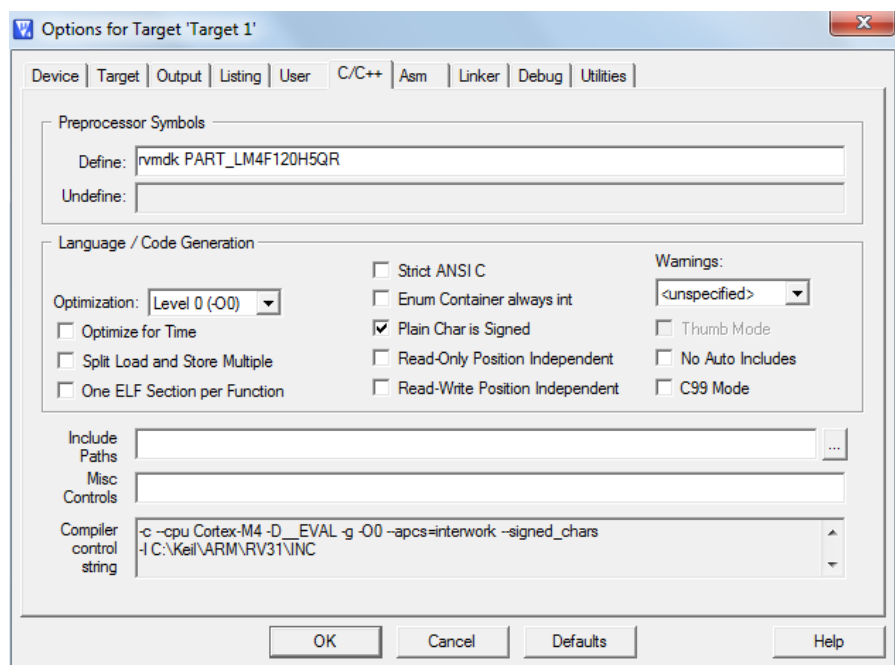 Options for Target 'Target 1'
Device Target Output Listing User C/C++ Asm Linker Debug Utilities
Preprocessor Symbols
Define: rvmdk PART_LM4F120H5QR
Undefine:
Language / Code Generation
Optimization: Level 0 (-O0)
Optimize for Time
Split Load and Store Multiple
One ELF Section per Function
Strict ANSI C
Enum Container always int
Plain Char is Signed
Read-Only Position Independent
Read-Write Position Independent
Warnings:
<unspecified>
Thumb Mode
No Auto Includes
C99 Mode
Include
Paths
...
Misc
Controls
Compiler
control
string
-c --cpu Cortex-M4 -D__EVAL -g -O0 --apcs=interwork --signed_chars
-I C:\Keil\ARM\RV31\INC
OK Cancel Defaults Help